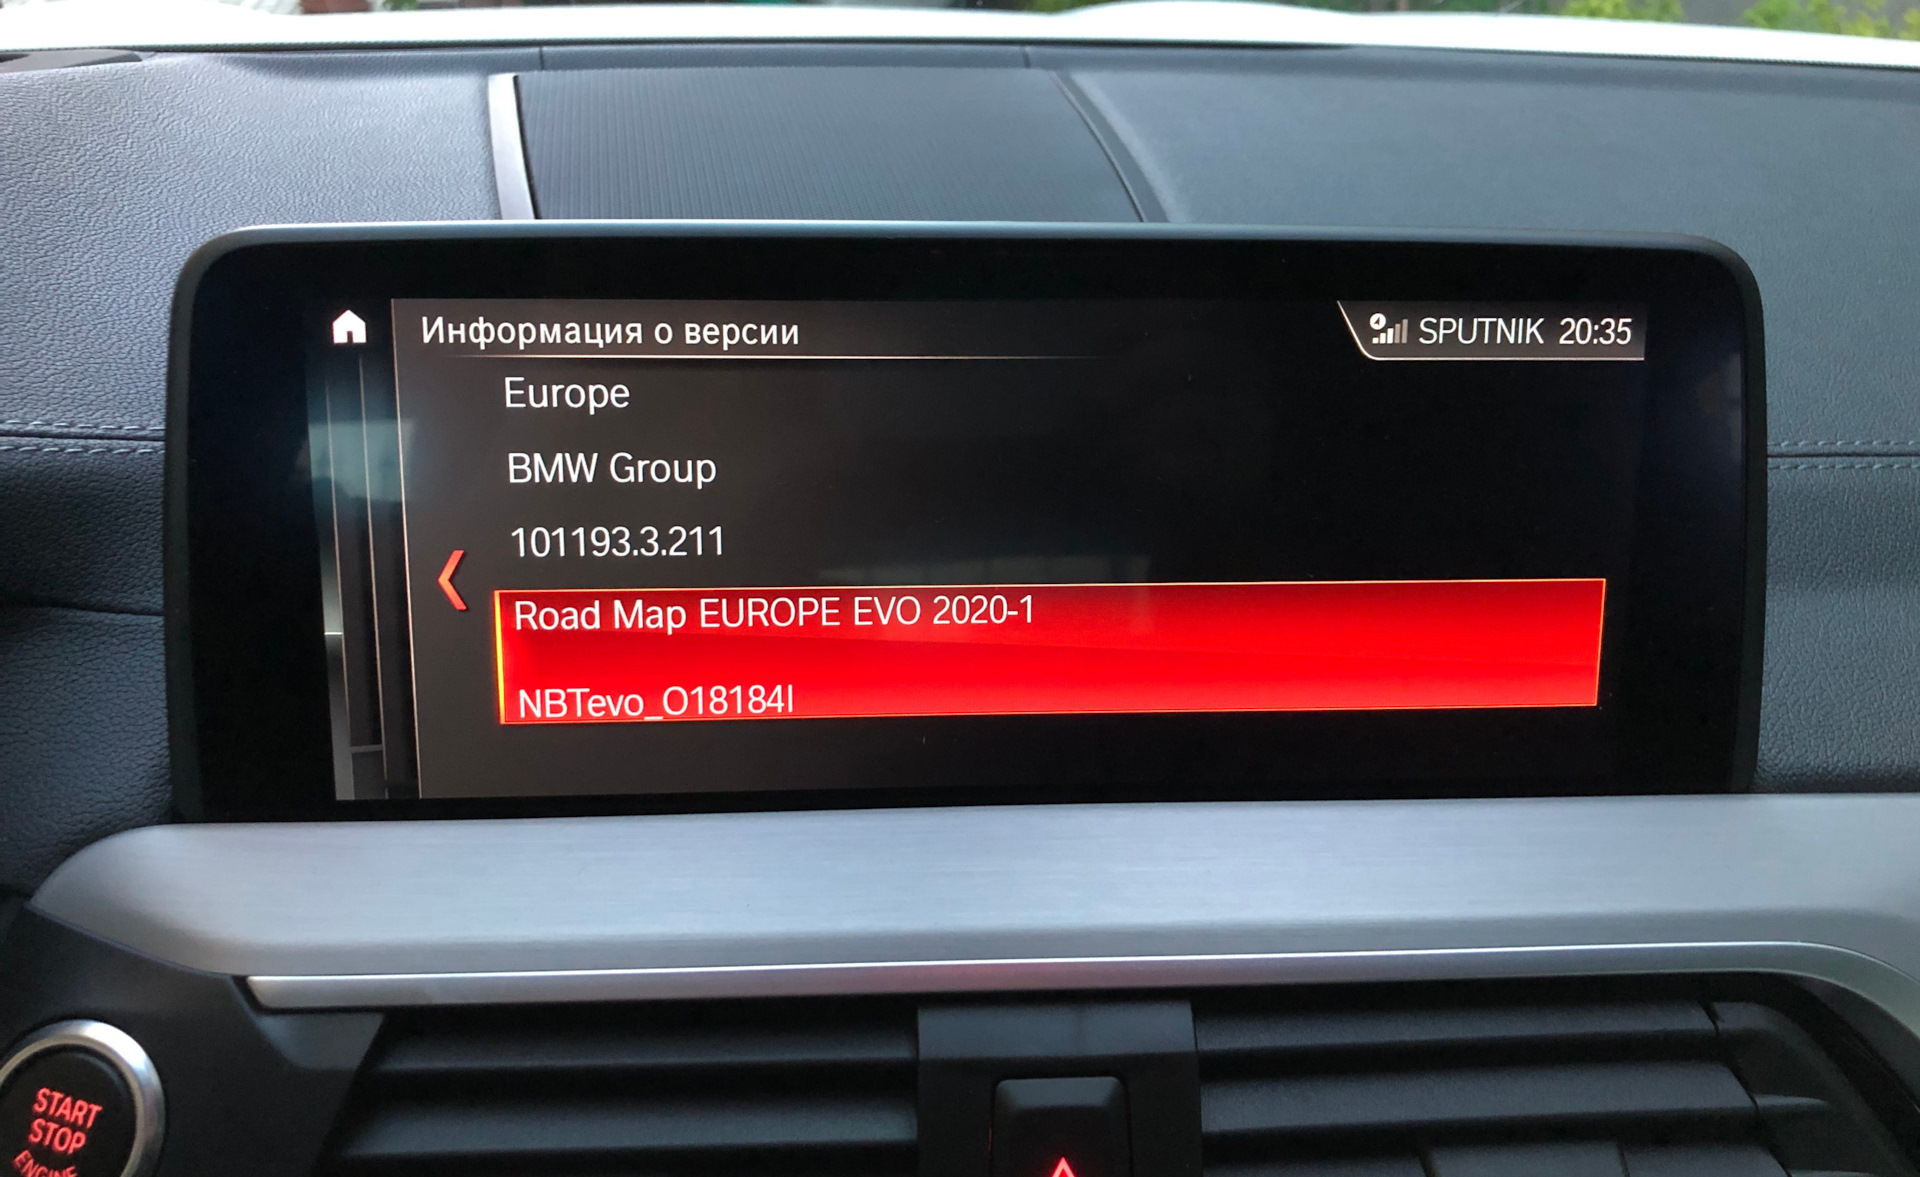 Информация о версии
SPUTNIK 20:35
Europe
BMW Group
101193.3.211
Road Map EUROPE EVO 2020-1
NBTevo_O18184I
START
STOP
ENGINE